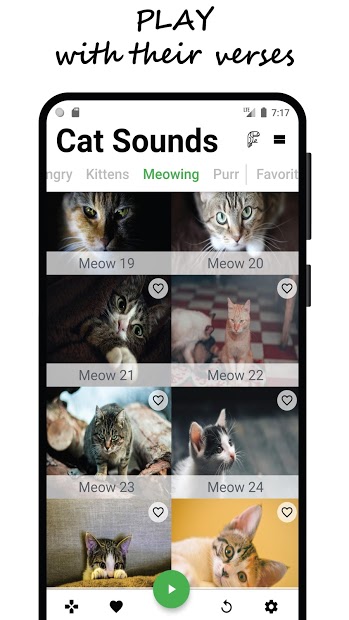 PLAY
with their verses
LTE 7:17
Cat Sounds
ngry Kittens Meowing Purr Favorit
Meow 19 Meow 20
Meow 21 Meow 22
Meow 23 Meow 24